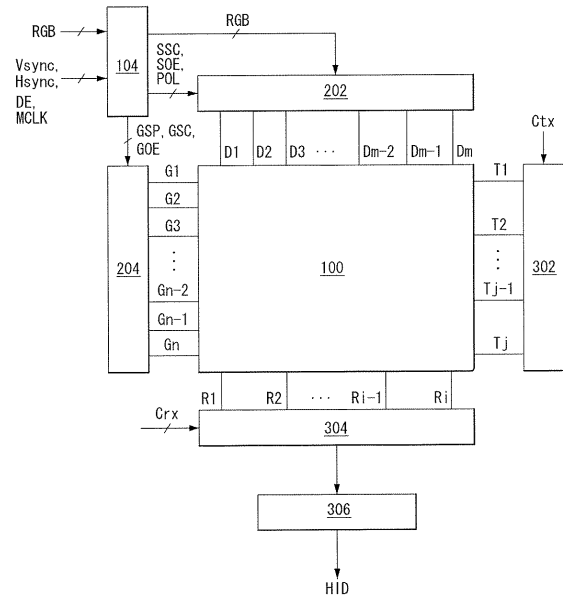 RGB
RGB
Vsync,
Hsync,
DE,
MCLK
104
SSC,
SOE,
POL
202
GSP, GSC,
GOE
D1 D2 D3 ··· Dm-2 Dm-1 Dm
Ctx
G1
G2
G3
⋮
Gn-2
Gn-1
Gn
204
100
T1
T2
⋮
Tj-1
Tj
302
R1 R2 ··· Ri-1 Ri
Crx
304
306
HID